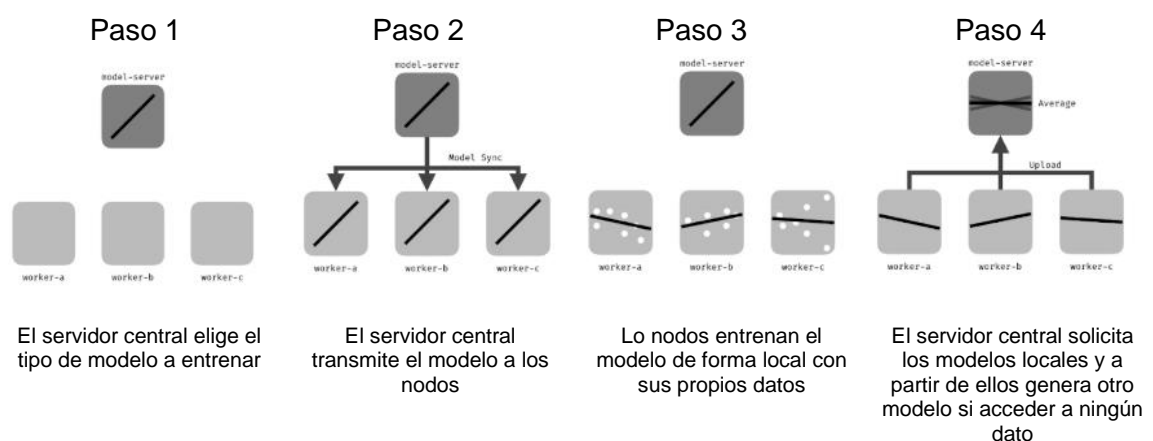 Paso 1
model-server
worker-a
worker-b
worker-c
El servidor central elige el
tipo de modelo a entrenar
Paso 2
model-server
Model Sync
worker-a
worker-b
worker-c
El servidor central
transmite el modelo a los
nodos
Paso 3
model-server
worker-a
worker-b
worker-c
Lo nodos entrenan el
modelo de forma local con
sus propios datos
Paso 4
model-server
Average
Upload
worker-a
worker-b
worker-c
El servidor central solicita
los modelos locales y a
partir de ellos genera otro
modelo si acceder a ningún
dato